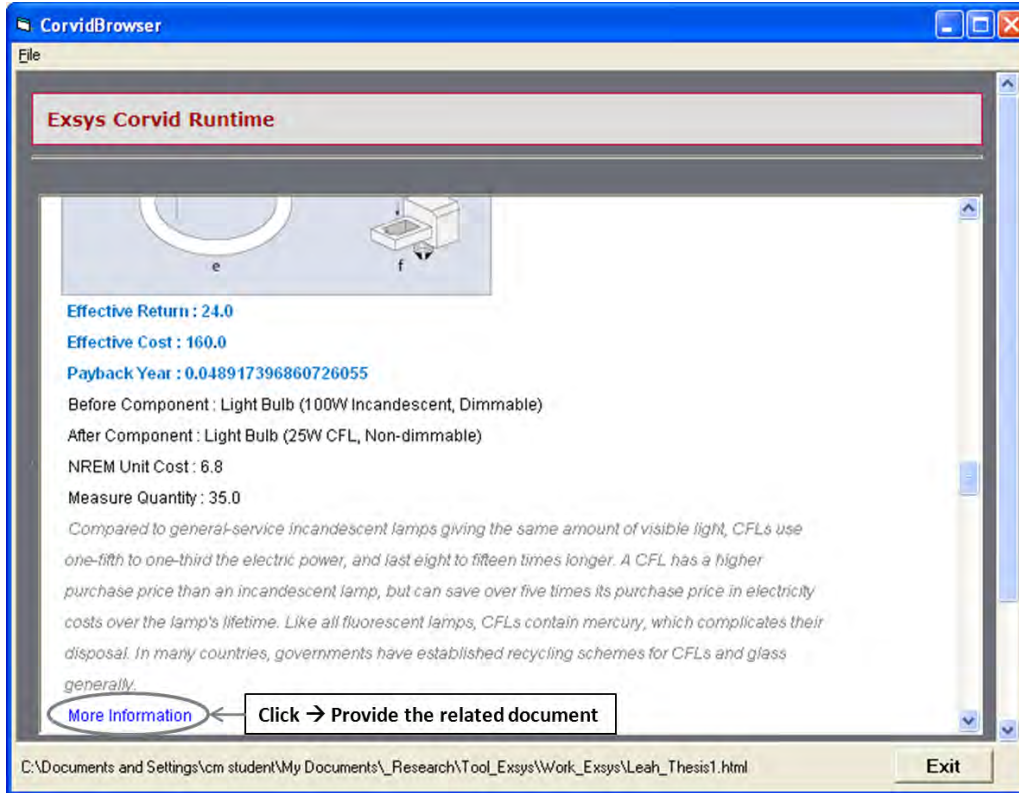 CorvidBrowser
File
Exsys Corvid Runtime
e f
Effective Return : 24.0
Effective Cost : 160.0
Payback Year : 0.048917396860726055
Before Component : Light Bulb (100W Incandescent, Dimmable)
After Component : Light Bulb (25W CFL, Non-dimmable)
NREM Unit Cost : 6.8
Measure Quantity : 35.0
Compared to general-service incandescent lamps giving the same amount of visible light, CFLs use
one-fifth to one-third the electric power, and last eight to fifteen times longer. A CFL has a higher
purchase price than an incandescent lamp, but can save over five times its purchase price in electricity
costs over the lamp's lifetime. Like all fluorescent lamps, CFLs contain mercury, which complicates their
disposal. In many countries, governments have established recycling schemes for CFLs and glass
generally.
More Information Click → Provide the related document
C:\Documents and Settings\cm student\My Documents\_Research\Tool_Exsys\Work_Exsys\Leah_Thesis1.html Exit